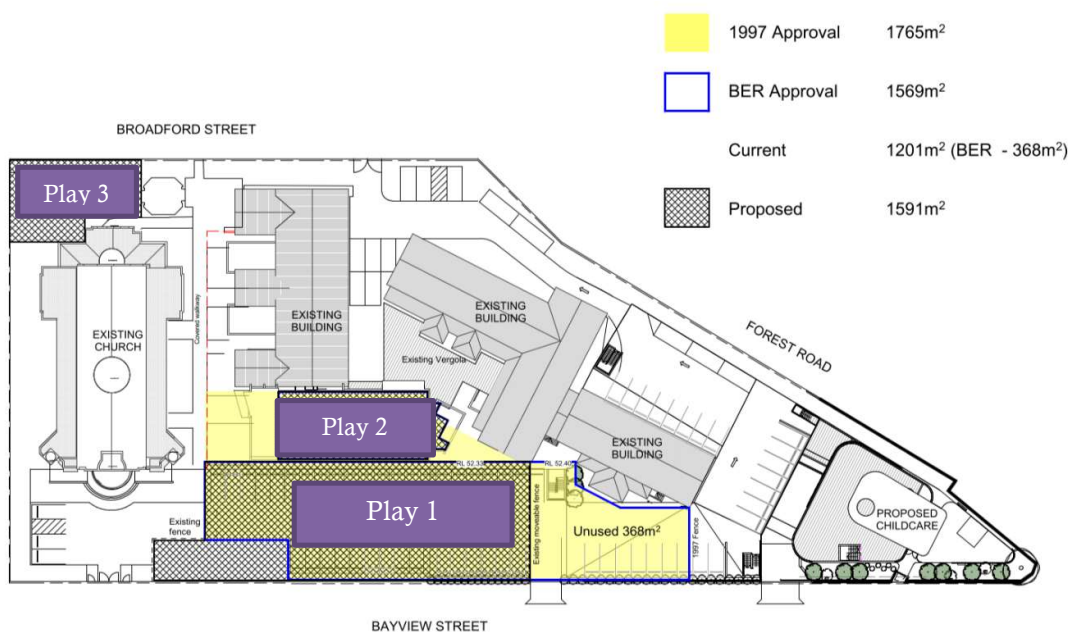 1997 Approval 1765m²
BER Approval 1569m²
Current 1201m² (BER - 368m²)
Proposed 1591m²
BROADFORD STREET
Play 3
FOREST ROAD
EXISTING
CHURCH
Covered walkway
EXISTING
BUILDING
EXISTING
BUILDING
Existing Vergola
Play 2
EXISTING
BUILDING
RL 52.33
RL 52.40
Play 1
Existing
fence
Existing moveable fence
Unused 368m²
1997 Fence
PROPOSED
CHILDCARE
BAYVIEW STREET